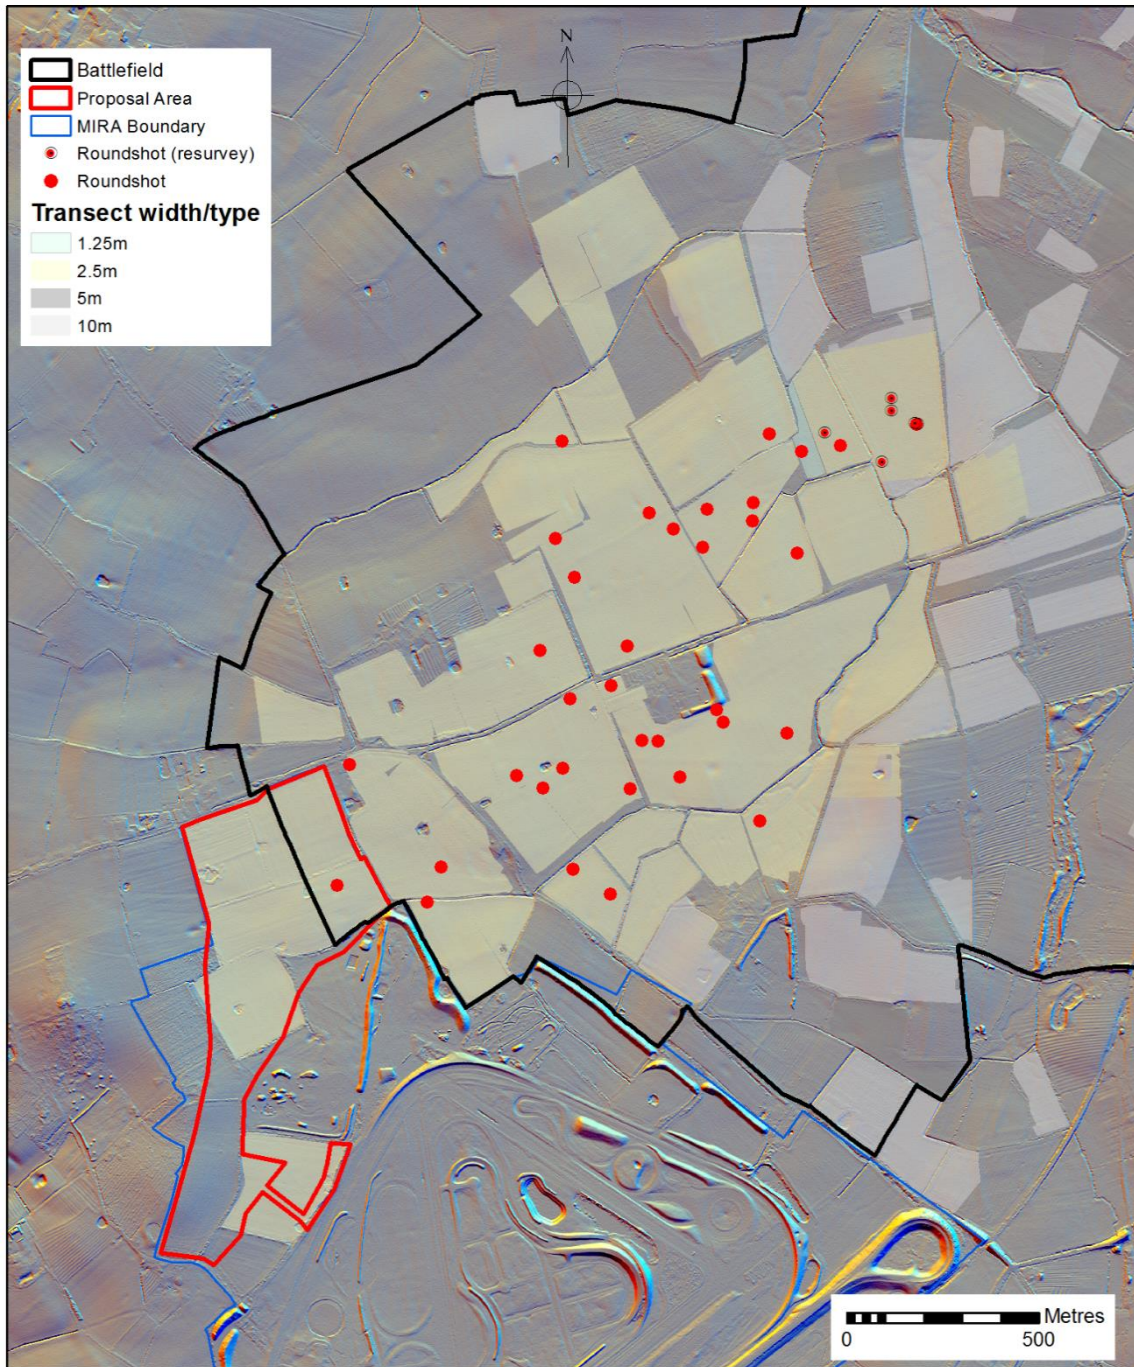 N
Battlefield
Proposal Area
MIRA Boundary
Roundshot (resurvey)
Roundshot
Transect width/type
1.25m
2.5m
5m
10m
Metres
0 500